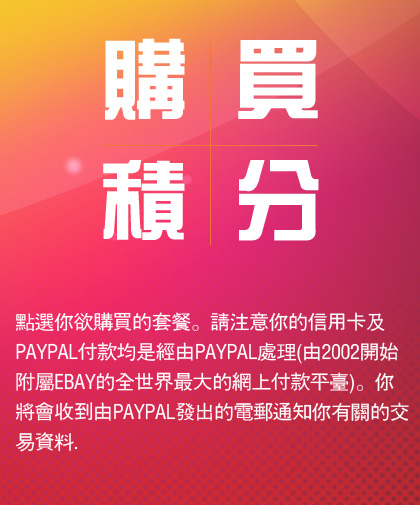 購買
積分
點選你欲購買的套餐。請注意你的信用卡及
PAYPAL付款均是經由PAYPAL處理(由2002開始
附屬EBAY的全世界最大的網上付款平臺)。你
將會收到由PAYPAL發出的電郵通知你有關的交
易資料.